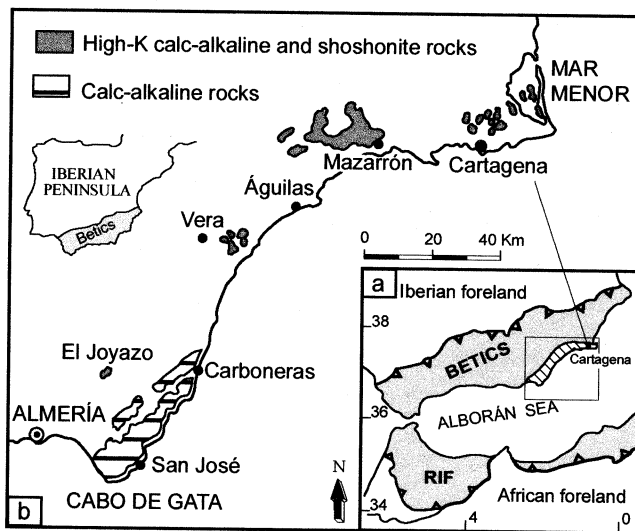 High-K calc-alkaline and shoshonite rocks
Calc-alkaline rocks
MAR
MENOR
IBERIAN
PENINSULA
Betics
Mazarrón
Cartagena
Águilas
Vera
0 20 40 Km
a
Iberian foreland
38
El Joyazo
BETICS
Cartagena
Carboneras
36
ALBORÁN SEA
ALMERÍA
San José
N
RIF
African foreland
b
CABO DE GATA
34
4
0